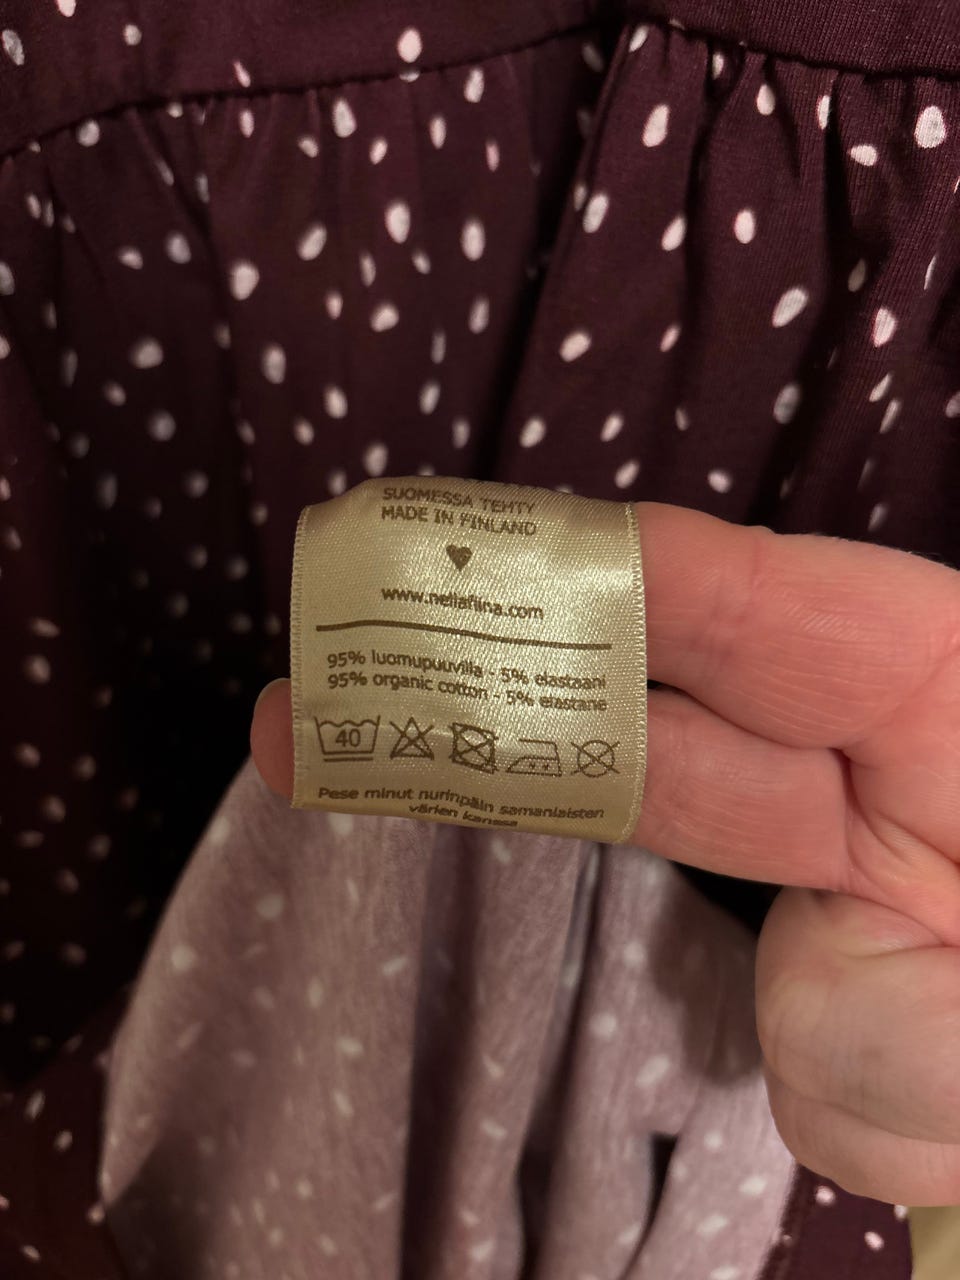 SUOMESSA TEHTY
MADE IN FINLAND
www.nellafiina.com
95% luomupuuvilla - 5% elastaani
95% organic cotton - 5% elastane
40
Pese minut nurinpäin samanlaisten
värien kanssa